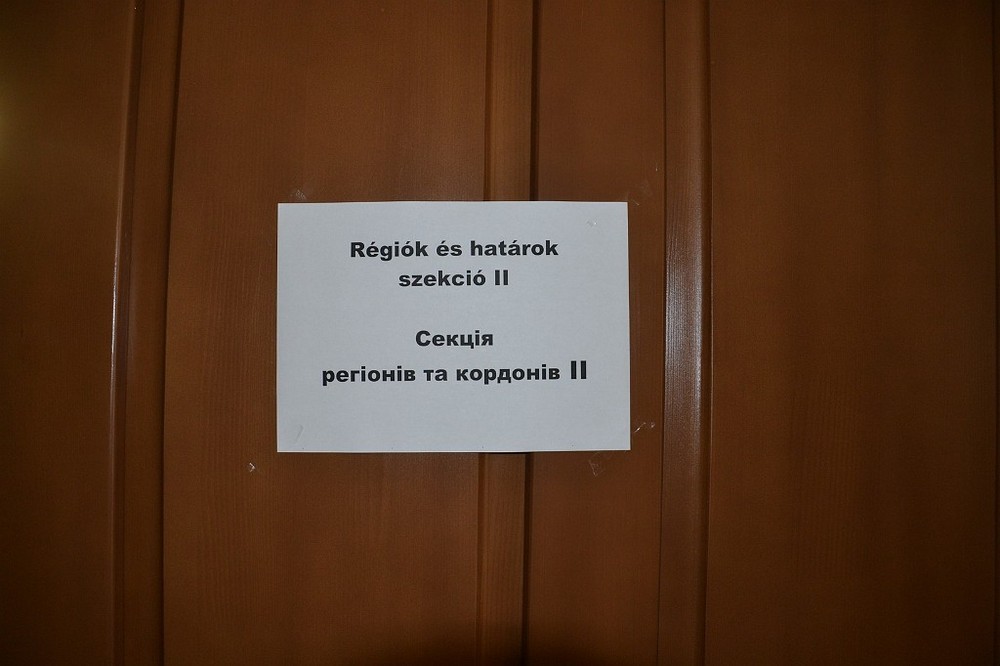 Régiók és határok
szekció II
Секція
регіонів та кордонів II